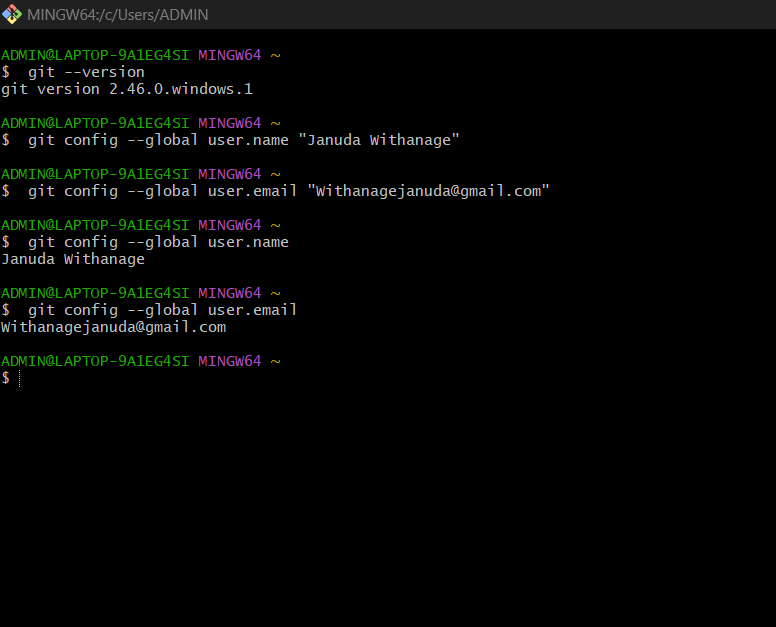 MINGW64:/c/Users/ADMIN
ADMIN@LAPTOP-9A1EG4SI MINGW64 ~
$  git --version
git version 2.46.0.windows.1
ADMIN@LAPTOP-9A1EG4SI MINGW64 ~
$  git config --global user.name "Januda Withanage"
ADMIN@LAPTOP-9A1EG4SI MINGW64 ~
$  git config --global user.email "Withanagejanuda@gmail.com"
ADMIN@LAPTOP-9A1EG4SI MINGW64 ~
$  git config --global user.name
Januda Withanage
ADMIN@LAPTOP-9A1EG4SI MINGW64 ~
$  git config --global user.email
Withanagejanuda@gmail.com
ADMIN@LAPTOP-9A1EG4SI MINGW64 ~
$